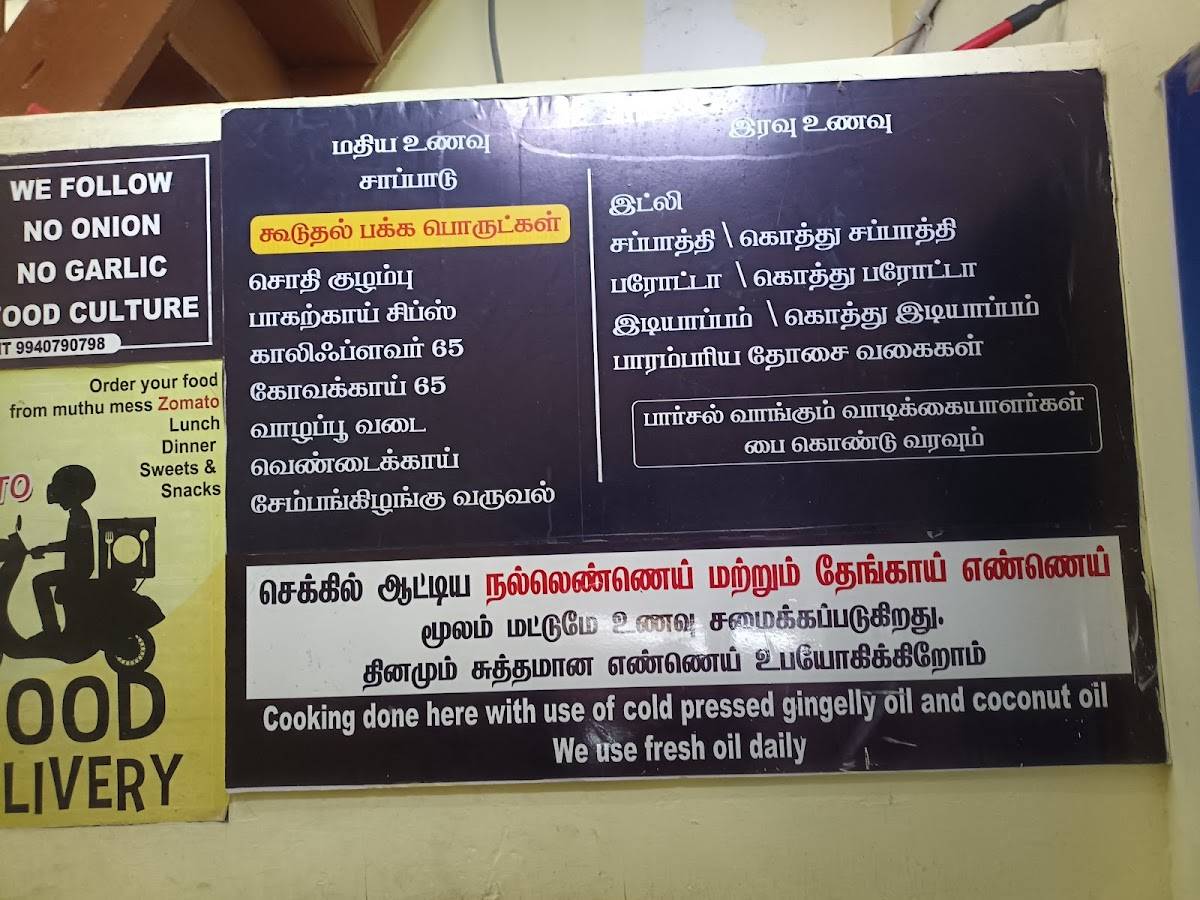 WE FOLLOW
NO ONION
NO GARLIC
FOOD CULTURE
9940790798
Order your food
from muthu mess Zomato
Lunch
Dinner
Sweets &
Snacks
TO
OOD
LIVERY
மதிய உணவு
சாப்பாடு
கூடுதல் பக்க பொருட்கள்
சொதி குழம்பு
பாகற்காய் சிப்ஸ்
காலிஃப்ளவர் 65
கோவக்காய் 65
வாழப்பூ வடை
வெண்டைக்காய்
சேம்பங்கிழங்கு வருவல்
இரவு உணவு
இட்லி
சப்பாத்தி \ கொத்து சப்பாத்தி
பரோட்டா \ கொத்து பரோட்டா
இடியாப்பம் \ கொத்து இடியாப்பம்
பாரம்பரிய தோசை வகைகள்
பார்சல் வாங்கும் வாடிக்கையாளர்கள்
பை கொண்டு வரவும்
செக்கில் ஆட்டிய நல்லெண்ணெய் மற்றும் தேங்காய் எண்ணெய்
மூலம் மட்டுமே உணவு சமைக்கப்படுகிறது.
தினமும் சுத்தமான எண்ணெய் உபயோகிக்கிறோம்
Cooking done here with use of cold pressed gingelly oil and coconut oil
We use fresh oil daily